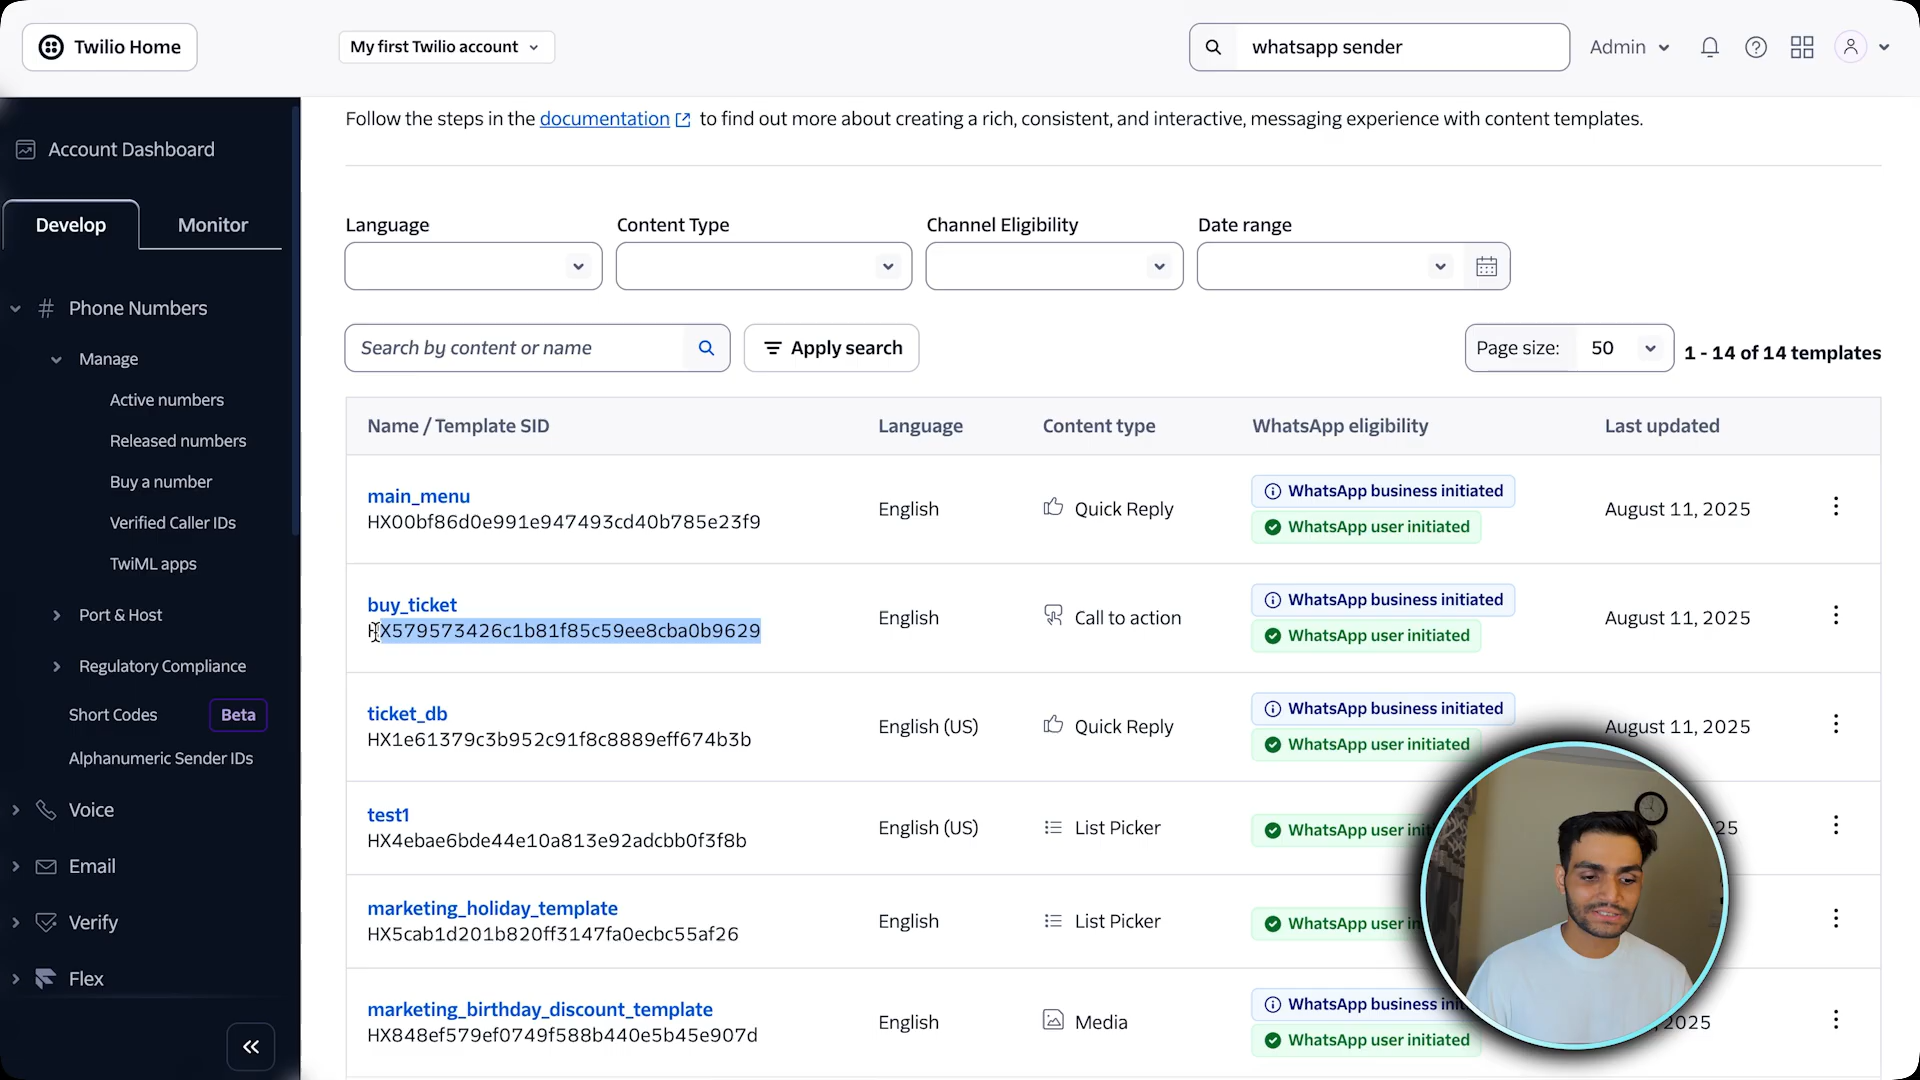 Twilio Home
My first Twilio account
whatsapp sender
Admin
Account Dashboard
Develop
Monitor
Phone Numbers
Manage
Active numbers
Released numbers
Buy a number
Verified Caller IDs
TwiML apps
Port & Host
Regulatory Compliance
Short Codes Beta
Alphanumeric Sender IDs
Voice
Email
Verify
Flex
Follow the steps in the documentation to find out more about creating a rich, consistent, and interactive, messaging experience with content templates.
Language Content Type Channel Eligibility Date range
Search by content or name
Apply search
Page size: 50
1 - 14 of 14 templates
Name / Template SID Language Content type WhatsApp eligibility Last updated
main_menu
HX00bf86d0e991e947493cd40b785e23f9
English
Quick Reply
WhatsApp business initiated
WhatsApp user initiated
August 11, 2025
buy_ticket
HX579573426c1b81f85c59ee8cba0b9629
English
Call to action
WhatsApp business initiated
WhatsApp user initiated
August 11, 2025
ticket_db
HX1e61379c3b952c91f8c8889eff674b3b
English (US)
Quick Reply
WhatsApp business initiated
WhatsApp user initiated
August 11, 2025
test1
HX4ebae6bde44e10a813e92adcbb0f3f8b
English (US)
List Picker
WhatsApp user
25
marketing_holiday_template
HX5cab1d201b820ff3147fa0ecbc55af26
English
List Picker
WhatsApp user
marketing_birthday_discount_template
HX848ef579ef0749f588b440e5b45e907d
English
Media
WhatsApp business
WhatsApp user initiated
2025